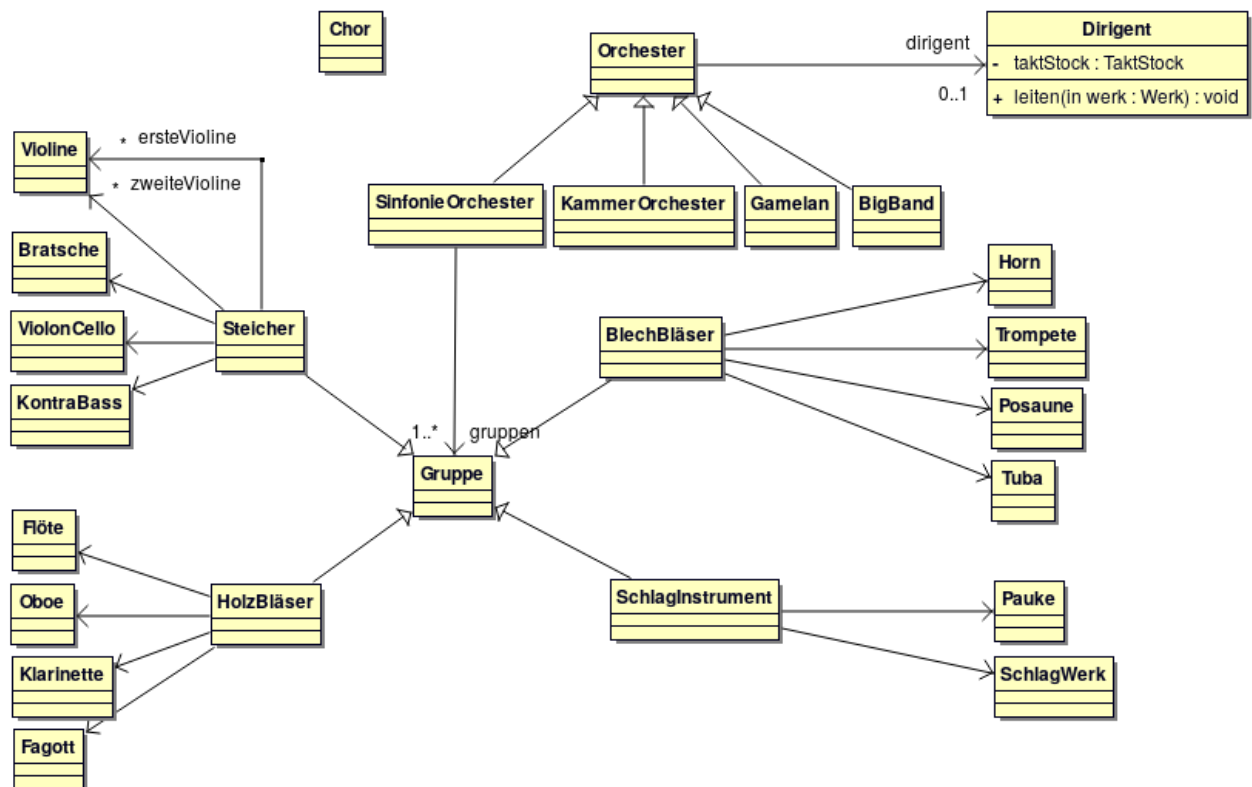 Chor
Orchester
dirigent
0..1
Dirigent
- taktStock : TaktStock
+ leiten(in werk : Werk) : void
Violine
* ersteVioline
* zweiteVioline
SinfonieOrchester
KammerOrchester
Gamelan
BigBand
Bratsche
ViolonCello
KontraBass
Steicher
BlechBläser
Horn
Trompete
Posaune
Tuba
1..* gruppen
Gruppe
Flöte
Oboe
Klarinette
Fagott
HolzBläser
SchlagInstrument
Pauke
SchlagWerk